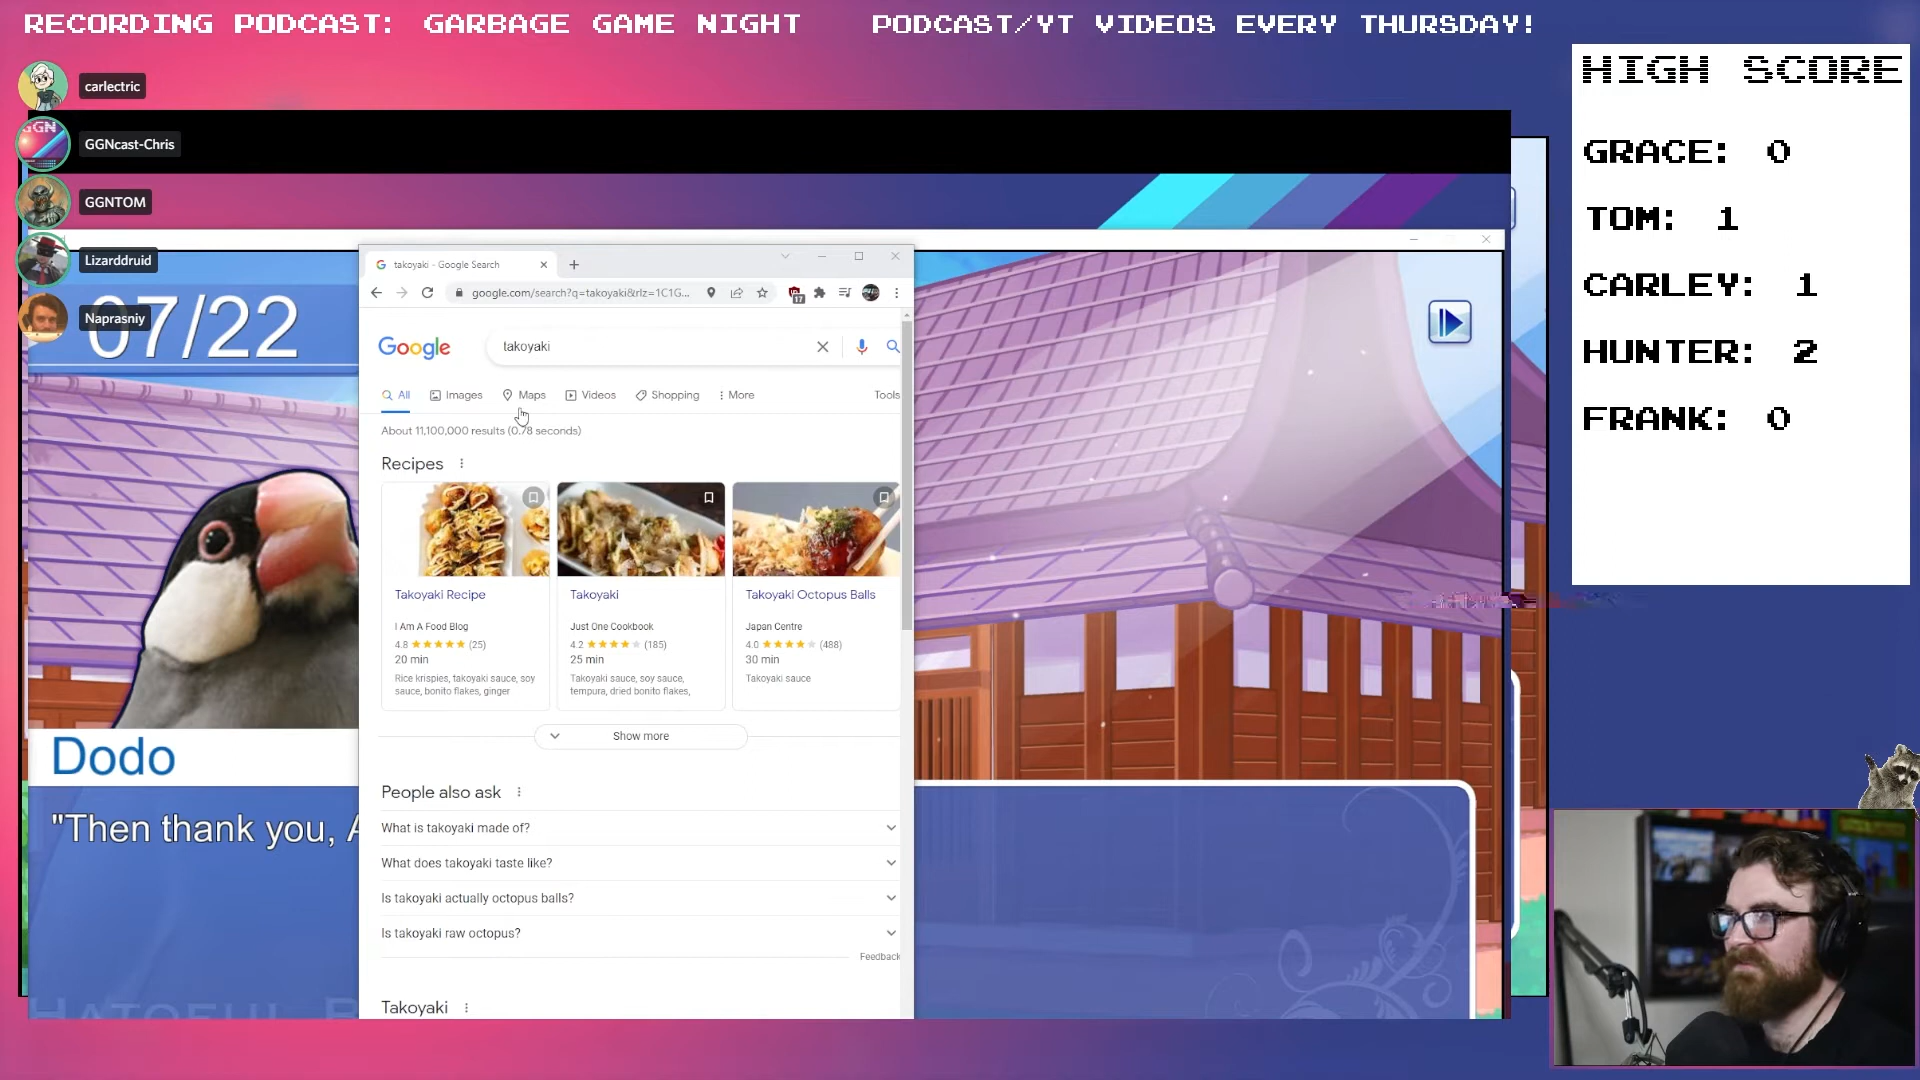 RECORDING PODCAST: GARBAGE GAME NIGHT PODCAST/YT VIDEOS EVERY THURSDAY!
carlectric
GGN
GGNcast-Chris
GGNTOM
Lizarddruid
Naprasniy
07/22
takoyaki - Google Search
google.com/search?q=takoyaki&rlz=1C1G...
17
Google
takoyaki
All Images Maps Videos Shopping More Tools
About 11,100,000 results (0.78 seconds)
Recipes
Takoyaki Recipe
I Am A Food Blog
4.8 (25)
20 min
Rice krispies, takoyaki sauce, soy
sauce, bonito flakes, ginger
Takoyaki
Just One Cookbook
4.2 (185)
25 min
Takoyaki sauce, soy sauce,
tempura, dried bonito flakes,
Takoyaki Octopus Balls
Japan Centre
4.0 (488)
30 min
Takoyaki sauce
Show more
People also ask
What is takoyaki made of?
What does takoyaki taste like?
Is takoyaki actually octopus balls?
Is takoyaki raw octopus?
Feedback
Takoyaki
Dodo
"Then thank you, A
HATOFUL B
HIGH SCORE
GRACE: 0
TOM: 1
CARLEY: 1
HUNTER: 2
FRANK: 0